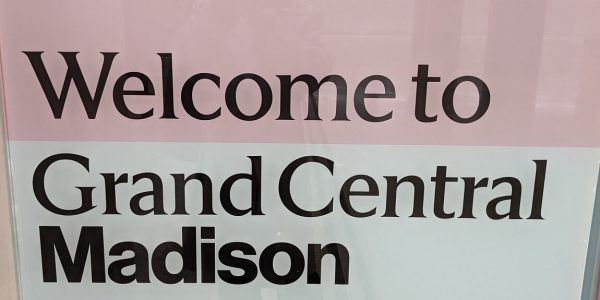 Welcome to
Grand Central
Madison